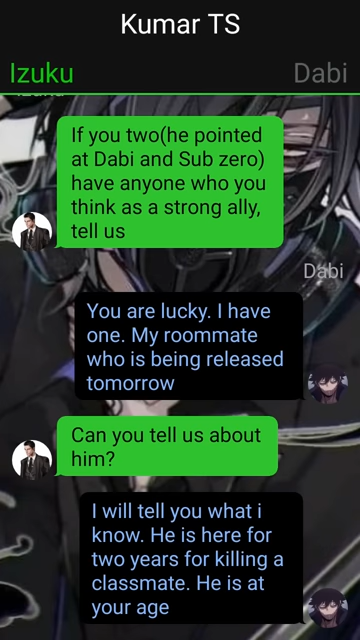 Kumar TS
Izuku
Dabi
If you two(he pointed
at Dabi and Sub zero)
have anyone who you
think as a strong ally,
tell us
Dabi
You are lucky. I have
one. My roommate
who is being released
tomorrow
Can you tell us about
him?
I will tell you what i
know. He is here for
two years for killing a
classmate. He is at
your age